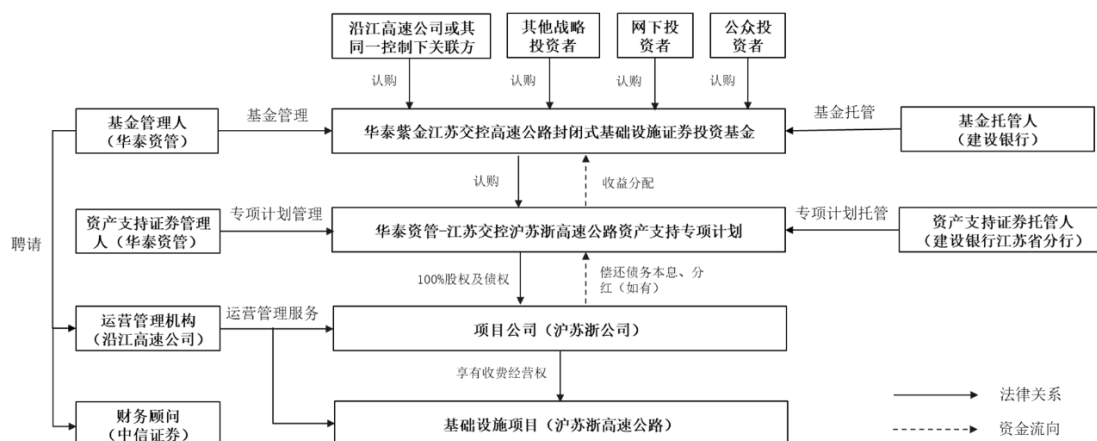 沿江高速公司或其
同一控制下关联方
其他战略
投资者
网下投
资者
公众投
资者
认购
认购
认购
认购
基金管理人
（华泰资管）
基金管理
华泰紫金江苏交控高速公路封闭式基础设施证券投资基金
基金托管
基金托管人
（建设银行）
认购
收益分配
聘请
资产支持证券管理
人（华泰资管）
专项计划管理
华泰资管-江苏交控沪苏浙高速公路资产支持专项计划
专项计划托管
资产支持证券托管人
（建设银行江苏省分行）
100%股权及债权
偿还债务本息、分
红（如有）
运营管理机构
（沿江高速公司）
运营管理服务
项目公司（沪苏浙公司）
享有收费经营权
财务顾问
（中信证券）
基础设施项目（沪苏浙高速公路）
法律关系
资金流向